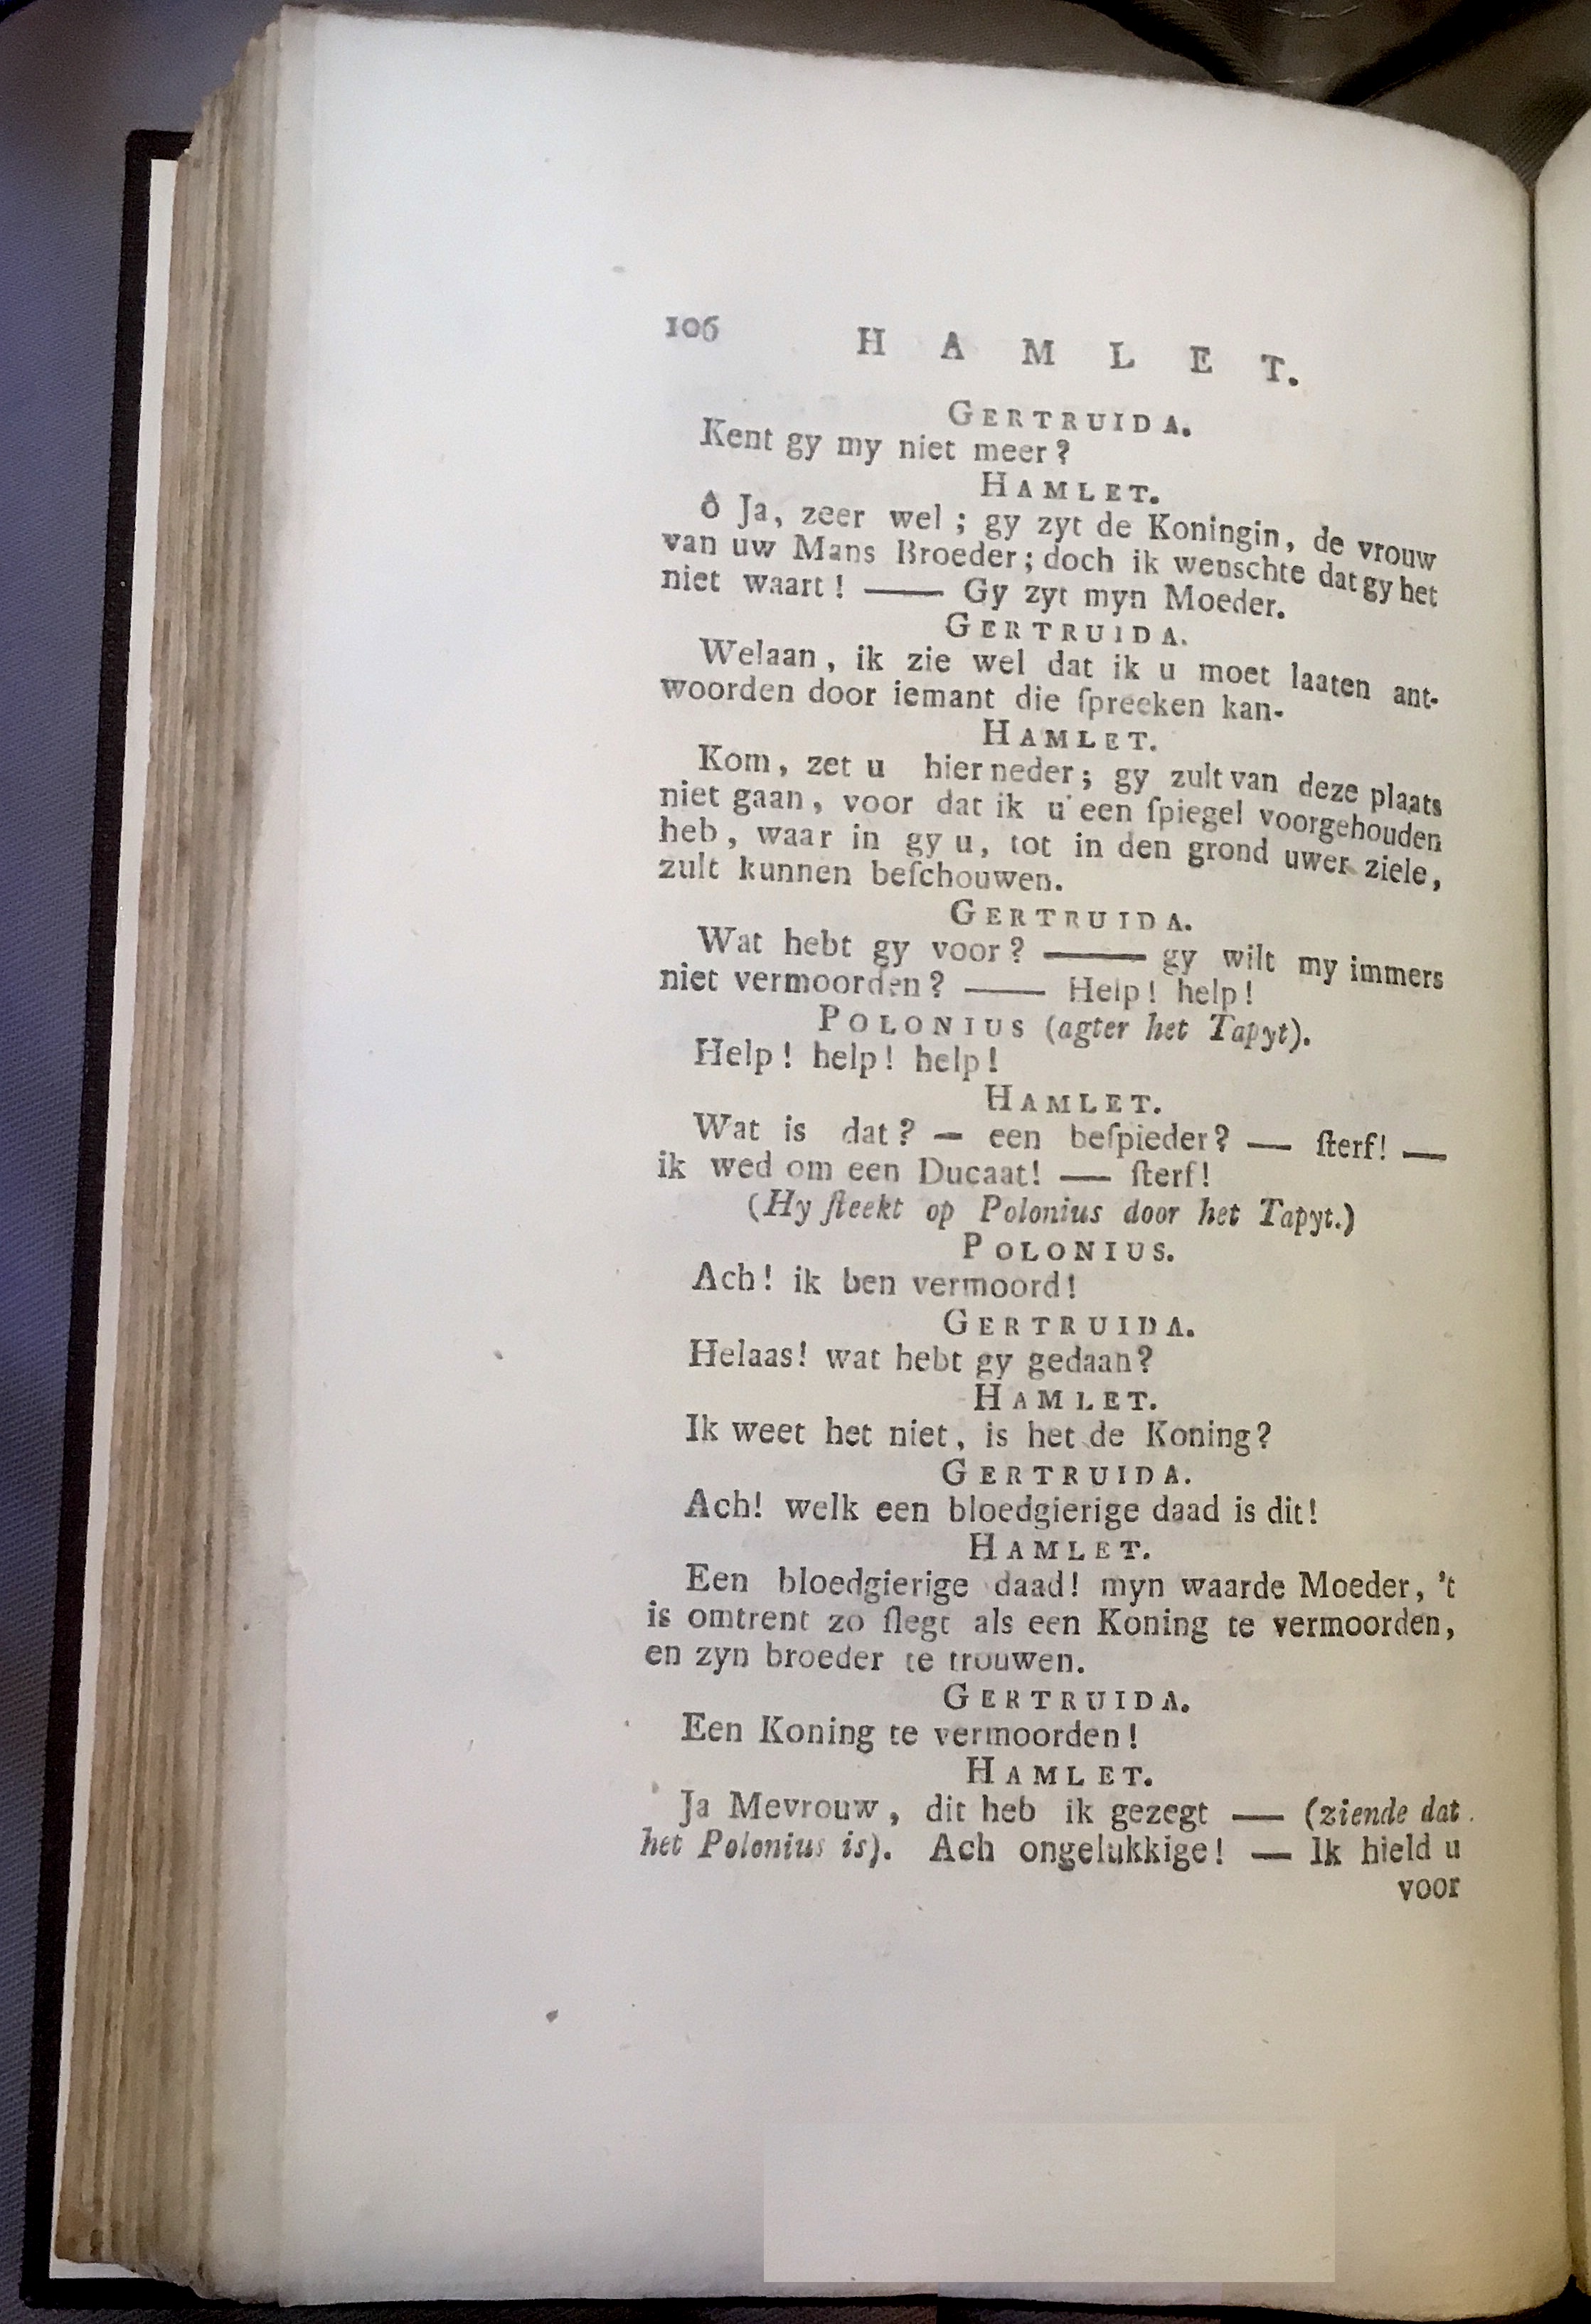 106 HAMLET.
GERTRUIDA.
Kent gy my niet meer?
HAMLET.
ô Ja, zeer wel; gy zyt de Koningin, de vrouw
van uw Mans Broeder; doch ik wenschte dat gy het
niet waart! —— Gy zyt myn Moeder.
GERTRUIDA.
Welaan, ik zie wel dat ik u moet laaten ant-
woorden door iemant die ſpreeken kan.
HAMLET.
Kom, zet u hier neder; gy zult van deze plaats
niet gaan, voor dat ik u een ſpiegel voorgehouden
heb, waar in gy u, tot in den grond uwer ziele,
zult kunnen beſchouwen.
GERTRUIDA.
Wat hebt gy voor? —— gy wilt my immers
niet vermoorden? —— Help! help!
POLONIUS (agter het Tapyt).
Help! help! help!
HAMLET.
Wat is dat? — een beſpieder? — ſterf! —
ik wed om een Ducaat! — ſterf!
(Hy ſteekt op Polonius door het Tapyt.)
POLONIUS.
Ach! ik ben vermoord!
GERTRUIDA.
Helaas! wat hebt gy gedaan?
HAMLET.
Ik weet het niet, is het de Koning?
GERTRUIDA.
Ach! welk een bloedgierige daad is dit!
HAMLET.
Een bloedgierige daad! myn waarde Moeder, 't
is omtrent zo ſlegt als een Koning te vermoorden,
en zyn broeder te trouwen.
GERTRUIDA.
Een Koning te vermoorden!
HAMLET.
Ja Mevrouw, dit heb ik gezegt — (ziende dat
het Polonius is). Ach ongelukkige! — Ik hield u
voor